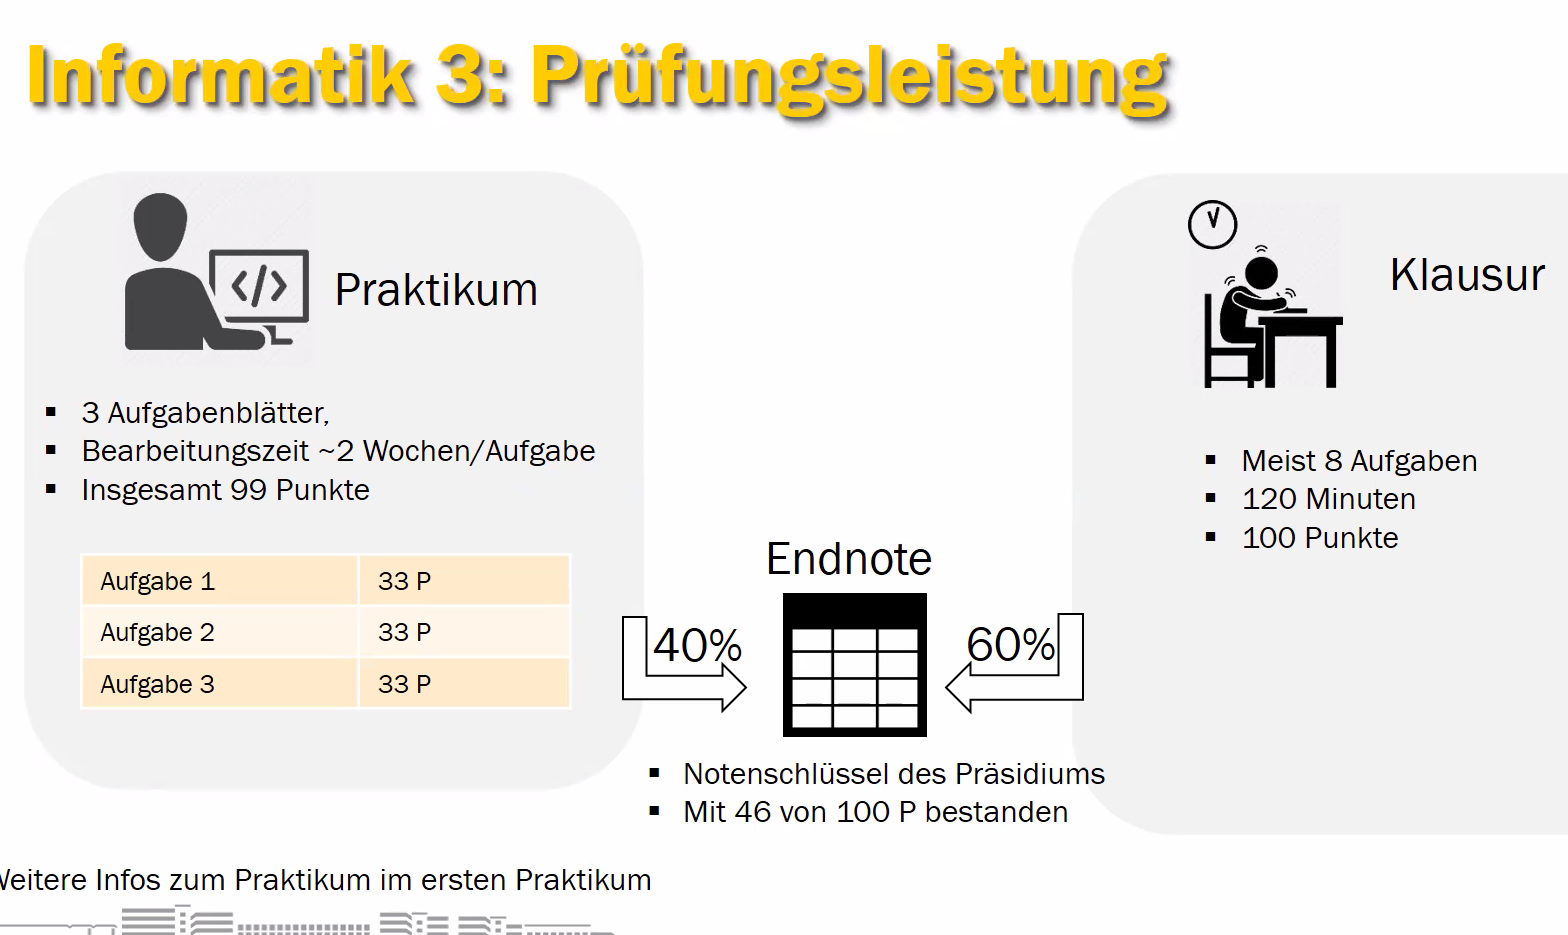 Informatik 3: Prüfungsleistung
Praktikum
3 Aufgabenblätter,
Bearbeitungszeit ~2 Wochen/Aufgabe
Insgesamt 99 Punkte
Aufgabe 1 33 P
Aufgabe 2 33 P
Aufgabe 3 33 P
Klausur
Meist 8 Aufgaben
120 Minuten
100 Punkte
Endnote
40%
60%
Notenschlüssel des Präsidiums
Mit 46 von 100 P bestanden
Weitere Infos zum Praktikum im ersten Praktikum